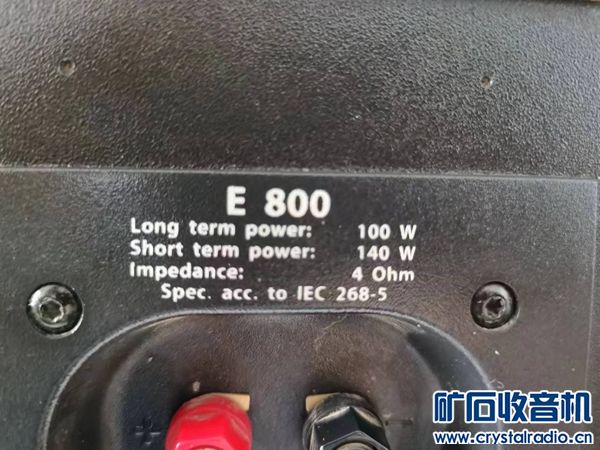 E 800
Long term power: 100 W
Short term power: 140 W
Impedance: 4 Ohm
Spec. acc. to IEC 268-5
矿石收音机
www.crystalradio.cn